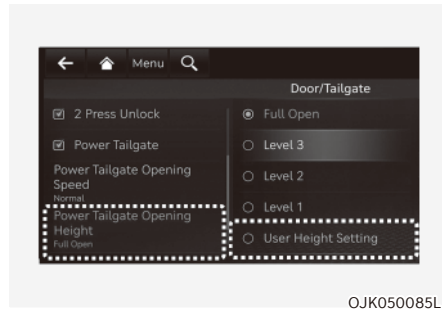 Menu
Door/Tailgate
2 Press Unlock
Power Tailgate
Power Tailgate Opening
Speed
Normal
Power Tailgate Opening
Height
Full Open
Full Open
Level 3
Level 2
Level 1
User Height Setting
OJK050085L